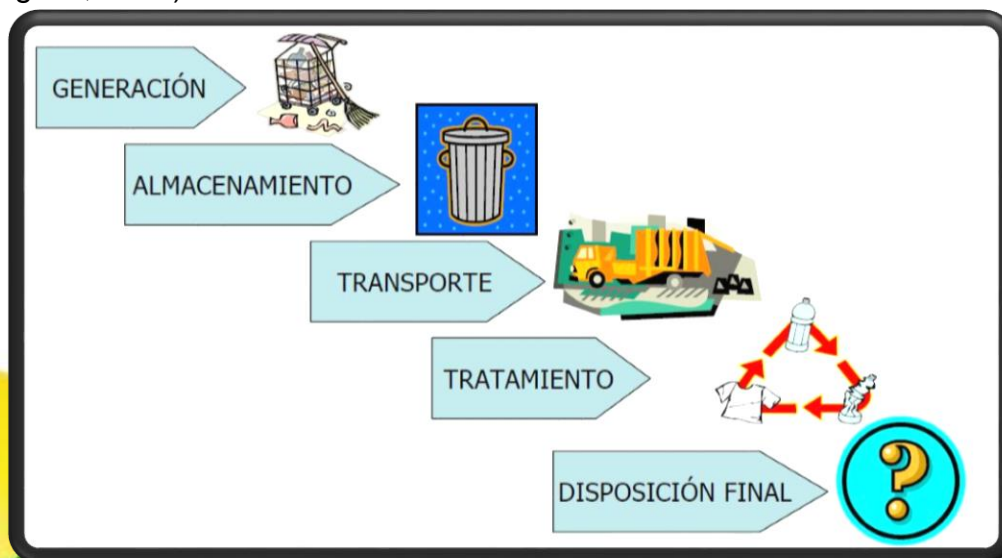 GENERACIÓN
ALMACENAMIENTO
TRANSPORTE
TRATAMIENTO
DISPOSICIÓN FINAL
?